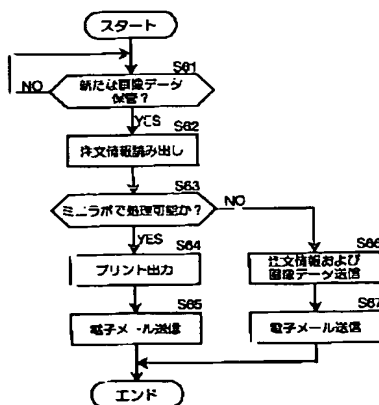 スタート
S61
新たな画像データ
保管？
NO
YES
S62
注文情報読み出し
S63
ミニラボで処理可能か？
NO
YES
S64
プリント出力
S66
注文情報および
画像データ送信
S65
電子メール送信
S67
電子メール送信
エンド